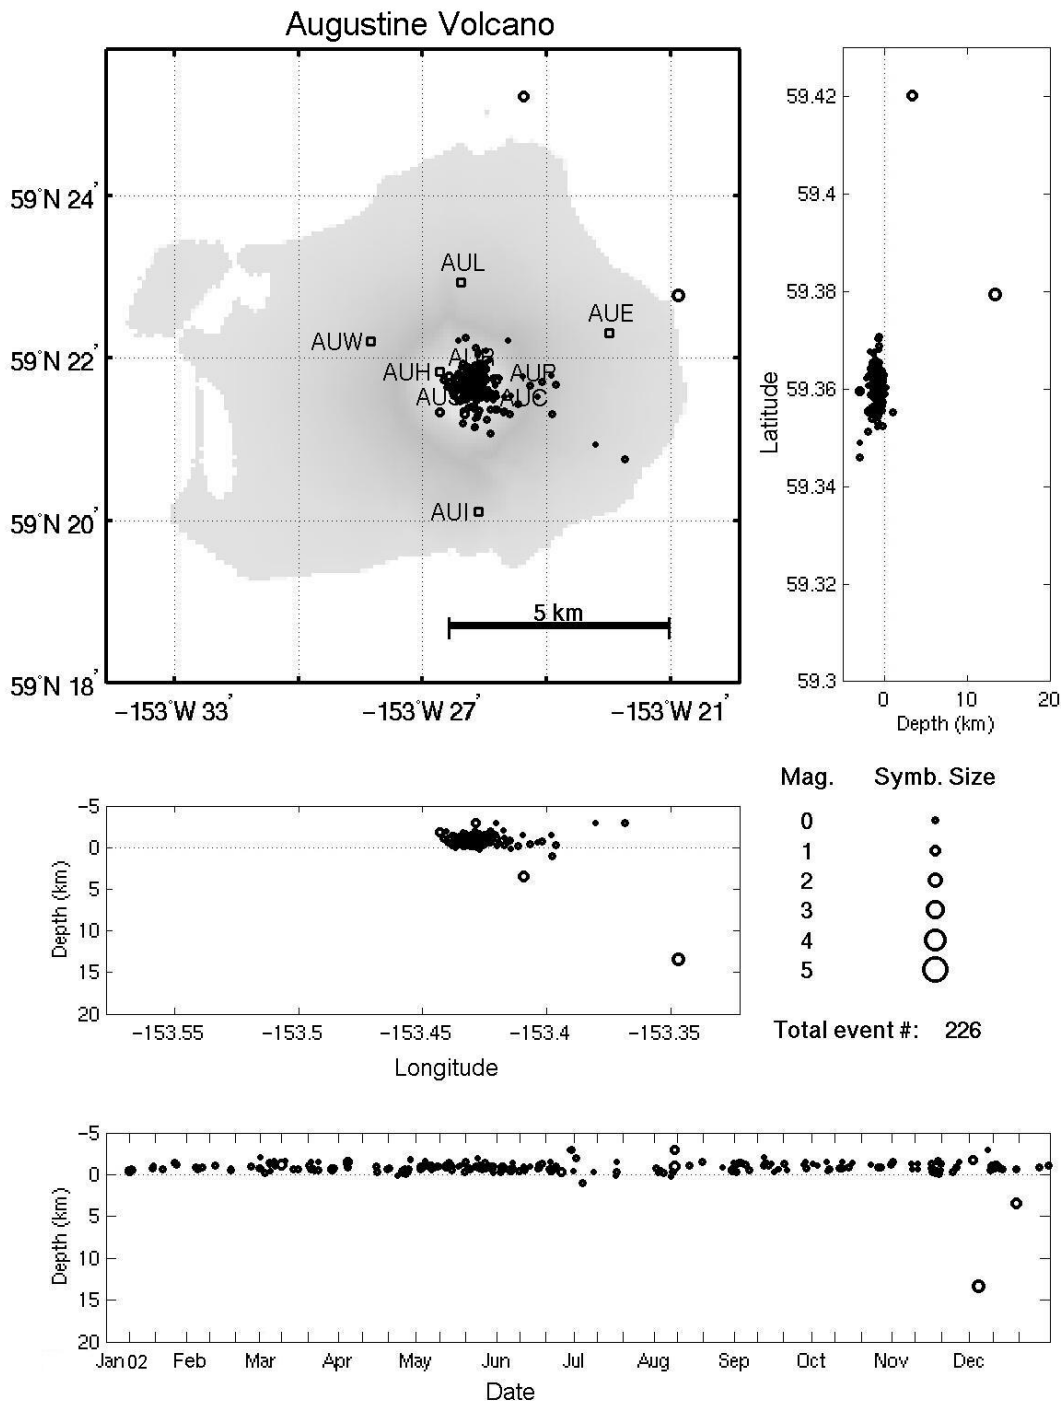 Augustine Volcano
59°N 24'
59°N 22'
59°N 20'
59°N 18'
-153°W 33'
-153°W 27'
-153°W 21'
AUL
AUE
AUW
AUH
AUP
AUC
AUI
5 km
59.42
59.4
59.38
59.36
59.34
59.32
59.3
Latitude
0 10 20
Depth (km)
Mag. Symb. Size
0
1
2
3
4
5
Total event #: 226
-5
0
5
10
15
20
Depth (km)
-153.55 -153.5 -153.45 -153.4 -153.35
Longitude
-5
0
5
10
15
20
Depth (km)
Jan 02 Feb Mar Apr May Jun Jul Aug Sep Oct Nov Dec
Date